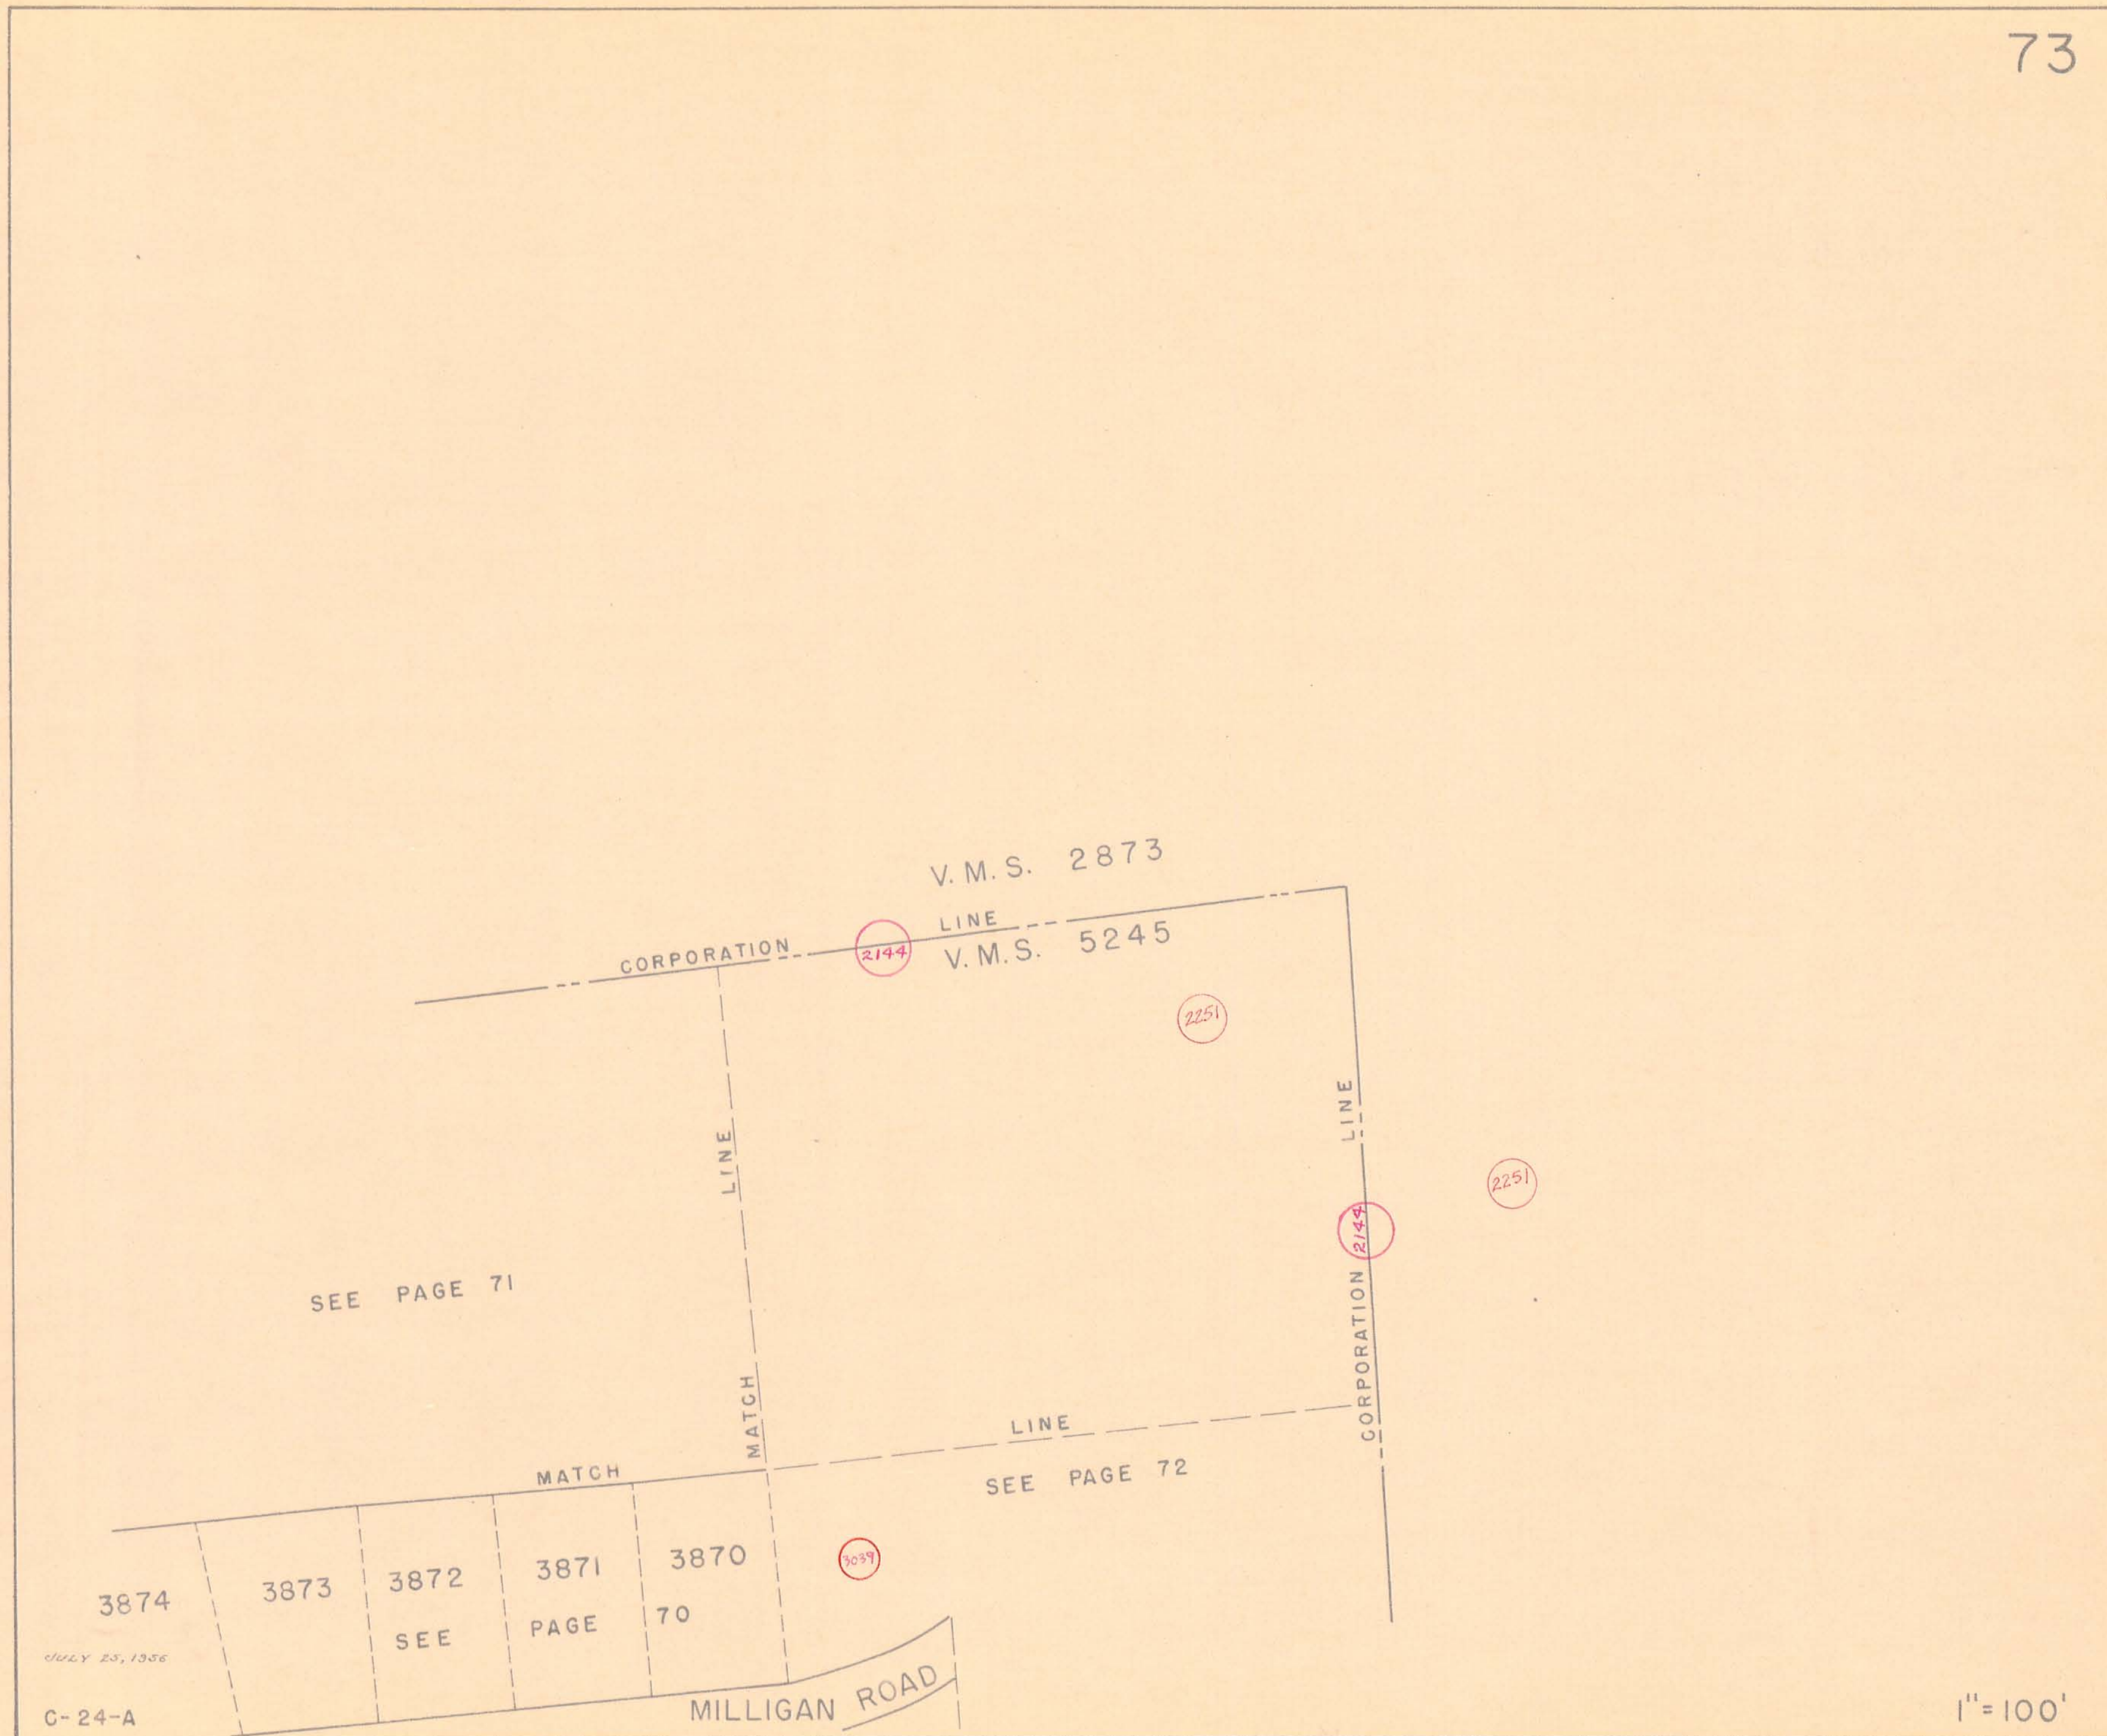 73
V. M. S. 2873
CORPORATION LINE
2144
V. M. S. 5245
2251
CORPORATION LINE
2144
2251
MATCH LINE
SEE PAGE 71
MATCH LINE
SEE PAGE 72
3039
3874
3873
3872
3871
3870
SEE PAGE 70
JULY 25, 1956
C-24-A
MILLIGAN ROAD
1"=100'